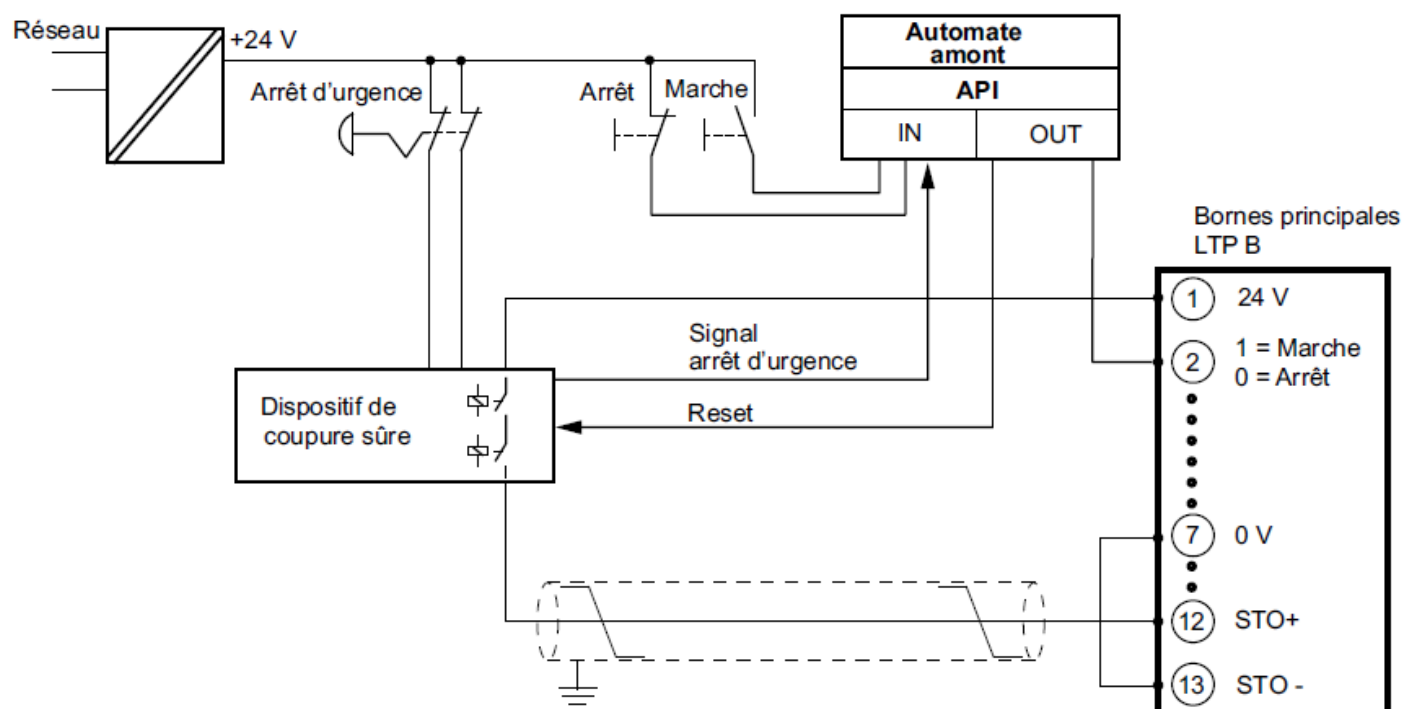 Réseau
+24 V
Arrêt d'urgence
Arrêt
Marche
Automate
amont
API
IN
OUT
Bornes principales
LTP B
1
24 V
2
1 = Marche
0 = Arrêt
Signal
arrêt d'urgence
Reset
Dispositif de
coupure sûre
7
0 V
12
STO+
13
STO -